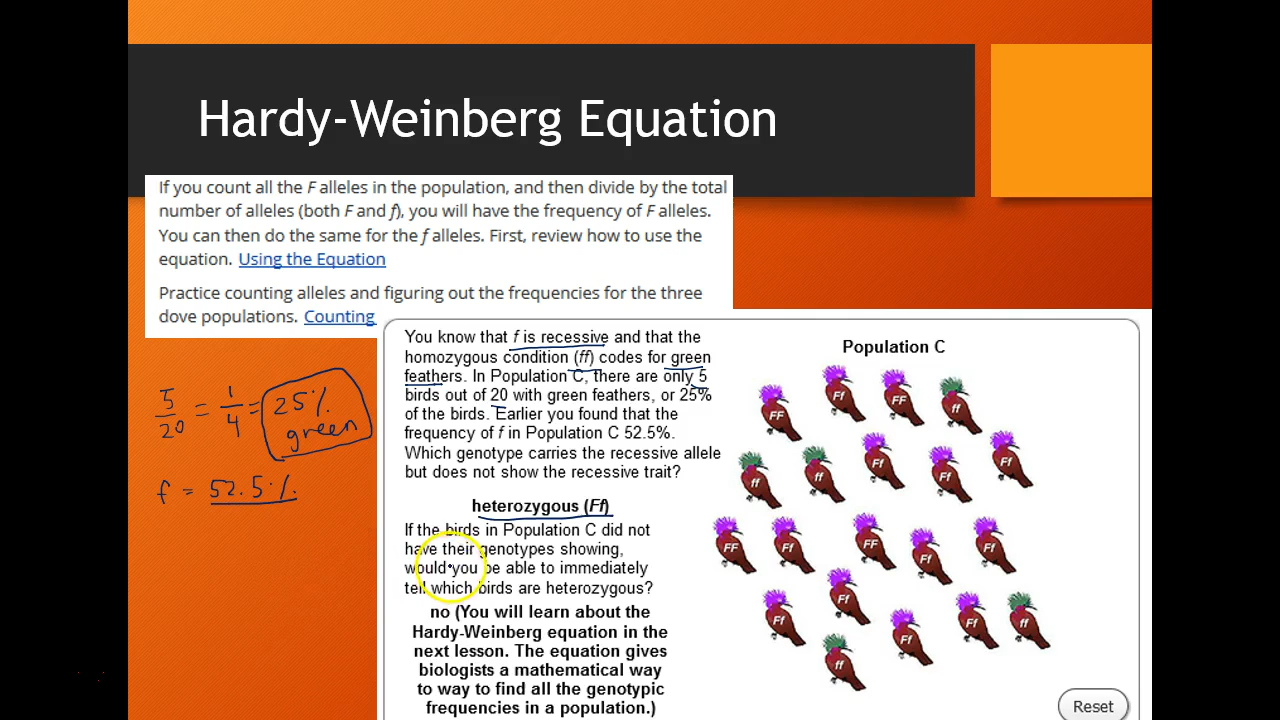 Hardy-Weinberg Equation
If you count all the F alleles in the population, and then divide by the total
number of alleles (both F and f), you will have the frequency of F alleles.
You can then do the same for the f alleles. First, review how to use the
equation. Using the Equation
Practice counting alleles and figuring out the frequencies for the three
dove populations. Counting
5/20 = 1/4 = 25%
green
f = 52.5%
You know that f is recessive and that the
homozygous condition (ff) codes for green
feathers. In Population C, there are only 5
birds out of 20 with green feathers, or 25%
of the birds. Earlier you found that the
frequency of f in Population C 52.5%.
Which genotype carries the recessive allele
but does not show the recessive trait?
heterozygous (Ff)
If the birds in Population C did not
have their genotypes showing,
would you be able to immediately
tell which birds are heterozygous?
no (You will learn about the
Hardy-Weinberg equation in the
next lesson. The equation gives
biologists a mathematical way
to way to find all the genotypic
frequencies in a population.)
Population C
FF Ff FF ff
ff ff Ff Ff Ff
FF Ff FF Ff Ff
Ff Ff Ff Ff ff
ff
Reset